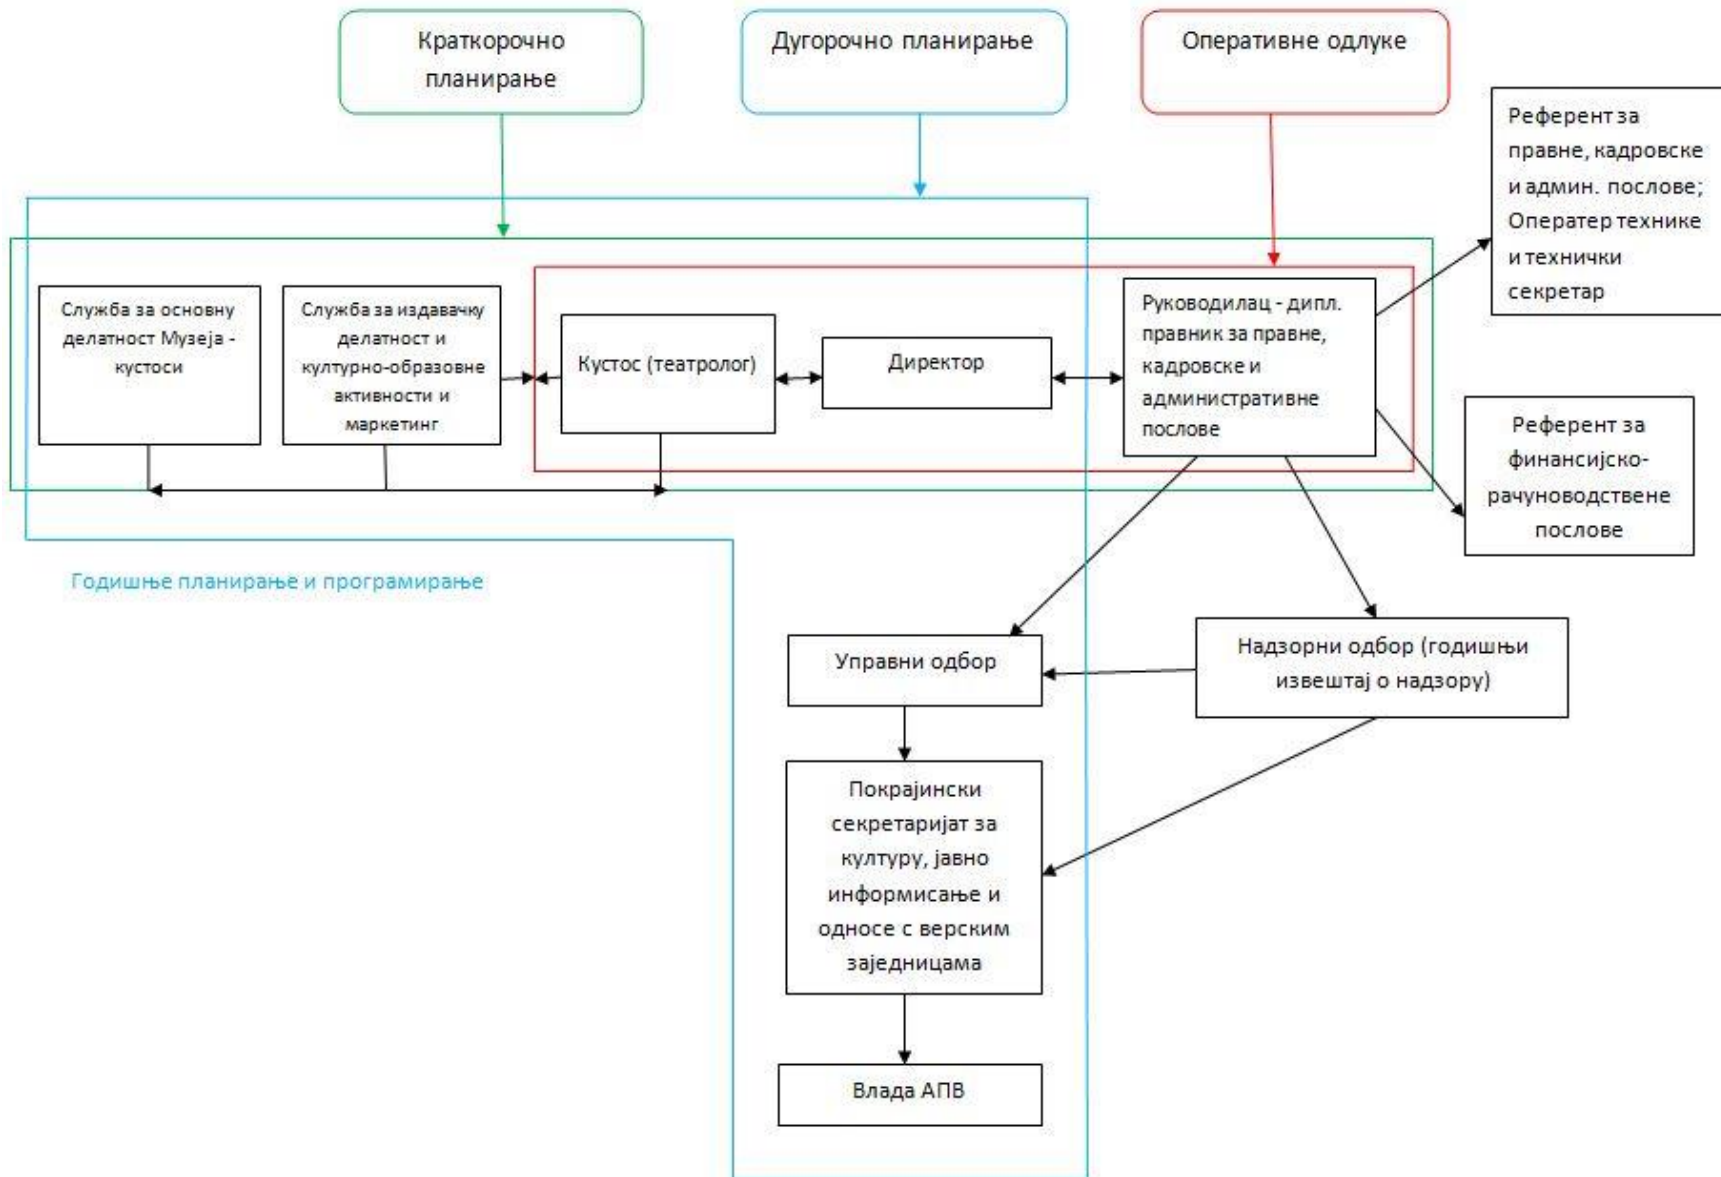 Краткорочно
планирање
Дугорочно планирање
Оперативне одлуке
Референт за
правне, кадровске
и админ. послове;
Оператер технике
и технички
секретар
Служба за основну
делатност Музеја -
кустоси
Служба за издавачку
делатност и
културно-образовне
активности и
маркетинг
Кустос (театролог)
Директор
Руководилац - дипл.
правник за правне,
кадровске и
административне
послове
Референт за
финансијско-
рачуноводствене
послове
Годишње планирање и програмирање
Управни одбор
Надзорни одбор (годишњи
извештај о надзору)
Покрајински
секретаријат за
културу, јавно
информисање и
односе с верским
заједницама
Влада АПВ